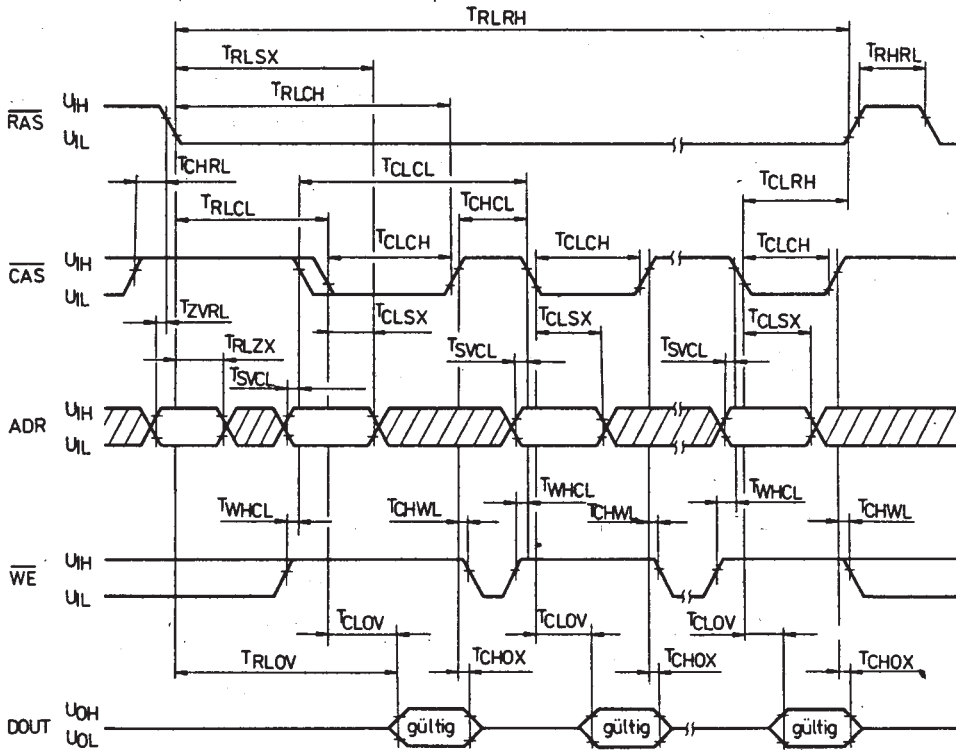 TRLRH
TRLSX
TRHRL
TRLCH
RAS UIH
UIL
TCHRL
TCLCL
TCLRH
TRLCL
TCHCL
TCLCH TCLCH TCLCH
CAS UIH
UIL
TZVRL
TCLSX TCLSX TCLSX
TRLZX
TSVCL TSVCL
TSVCL
ADR UIH
UIL
TWHCL TCHWL TWHCL TCHWL TWHCL TCHWL
WE UIH
UIL
TCLOV TCLOV TCLOV
TRLOV TCHOX TCHOX TCHOX
DOUT UOH
UOL
gültig gültig gültig